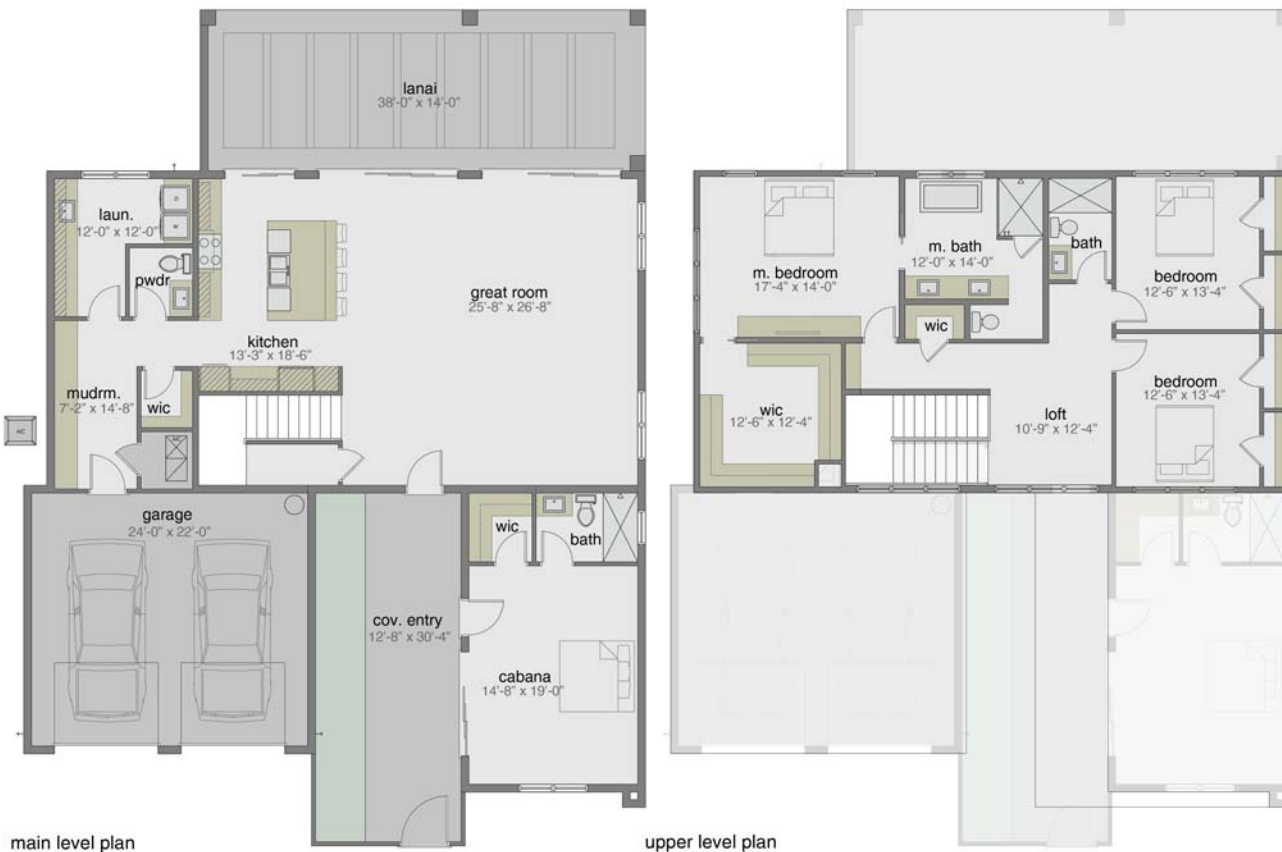 lanai
38'-0" x 14'-0"
laun.
12'-0" x 12'-0"
D
W
pwdr
great room
25'-8" x 26'-8"
kitchen
13'-3" x 18'-6"
mudrm.
7'-2" x 14'-8"
wic
AC
garage
24'-0" x 22'-0"
wic
bath
cov. entry
12'-8" x 30'-4"
cabana
14'-8" x 19'-0"
main level plan
m. bedroom
17'-4" x 14'-0"
m. bath
12'-0" x 14'-0"
bath
bedroom
12'-6" x 13'-4"
wic
wic
12'-6" x 12'-4"
loft
10'-9" x 12'-4"
bedroom
12'-6" x 13'-4"
upper level plan